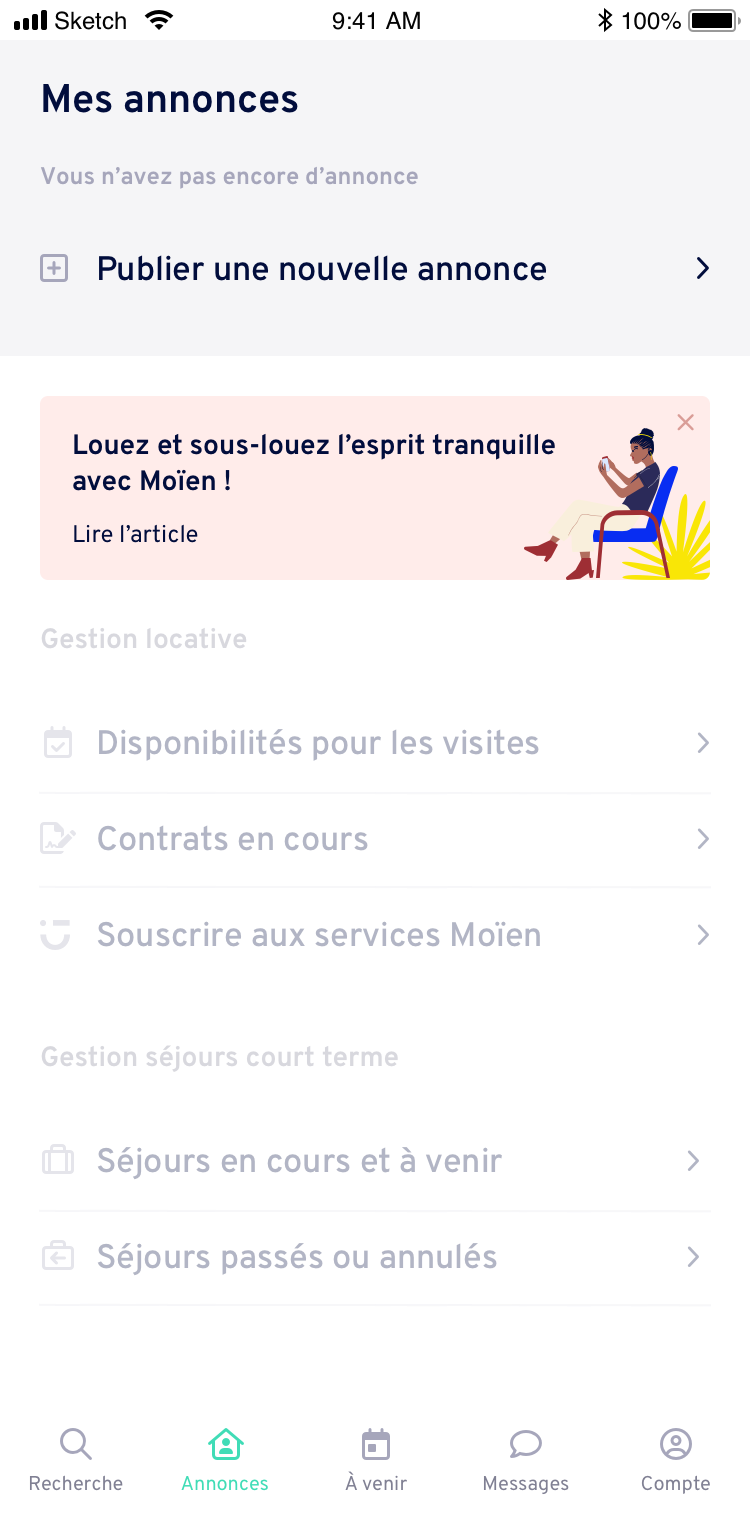 Sketch 9:41 AM 100%
Mes annonces
Vous n’avez pas encore d’annonce
Publier une nouvelle annonce
Louez et sous-louez l’esprit tranquille
avec Moïen !
Lire l’article
Gestion locative
Disponibilités pour les visites
Contrats en cours
Souscrire aux services Moïen
Gestion séjours court terme
Séjours en cours et à venir
Séjours passés ou annulés
Recherche Annonces À venir Messages Compte